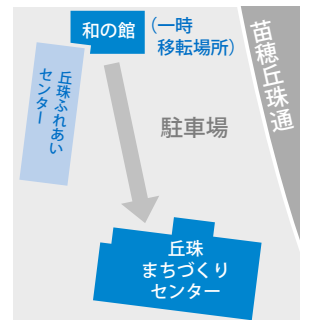 和の館
(一時
移転場所)
苗穂丘珠通
丘珠ふれあい
センター
駐車場
丘珠
まちづくり
センター